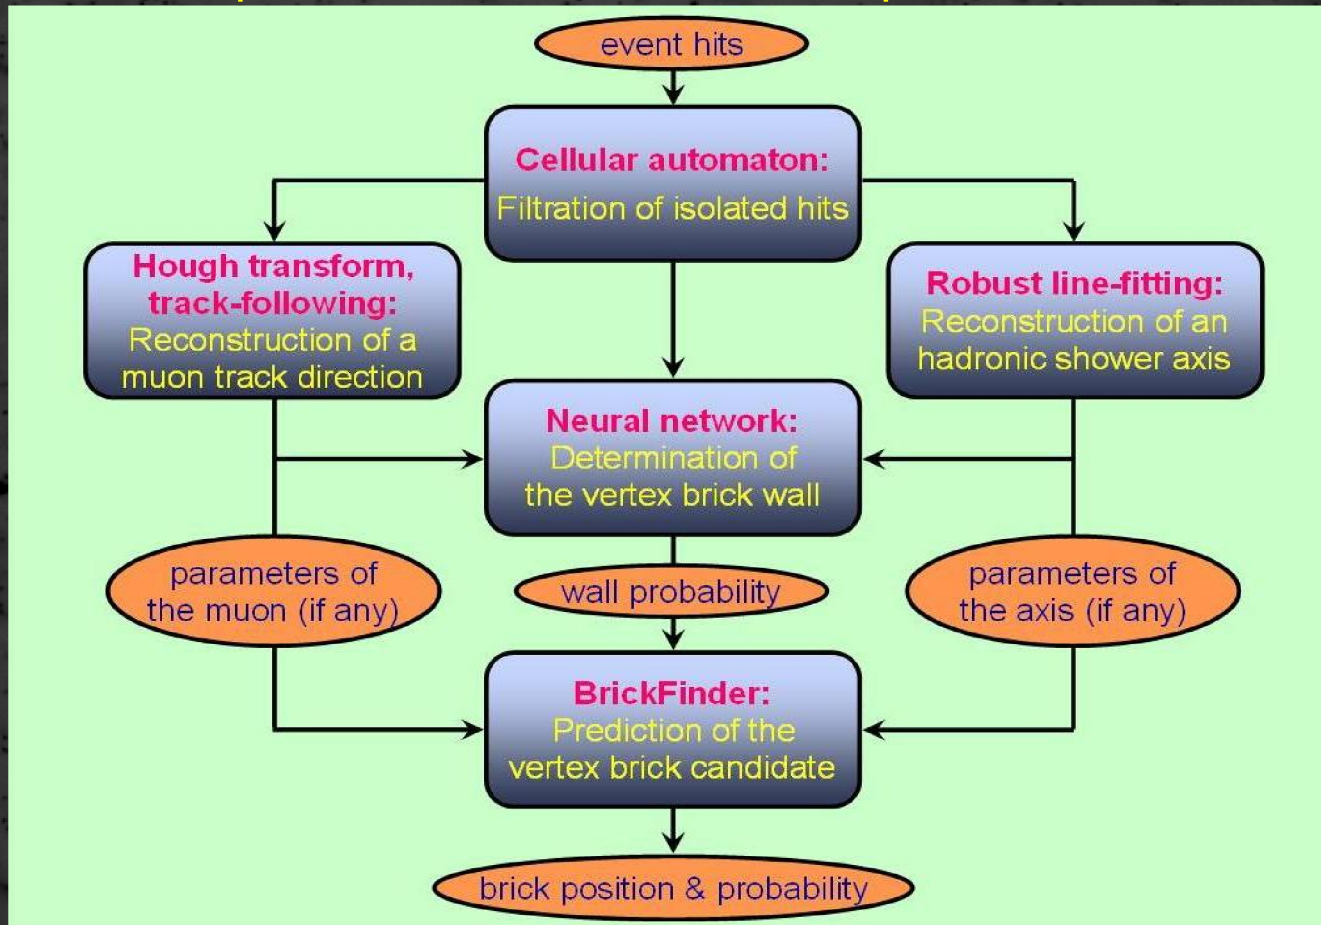 event hits
Cellular automaton:
Filtration of isolated hits
Hough transform,
track-following:
Reconstruction of a
muon track direction
Robust line-fitting:
Reconstruction of an
hadronic shower axis
Neural network:
Determination of
the vertex brick wall
parameters of
the muon (if any)
wall probability
parameters of
the axis (if any)
BrickFinder:
Prediction of the
vertex brick candidate
brick position & probability